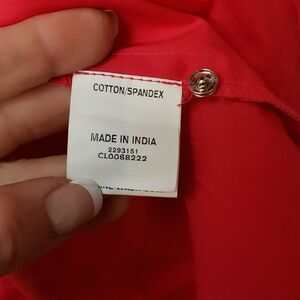 COTTON/SPANDEX
MADE IN INDIA
2293151
CL0068222